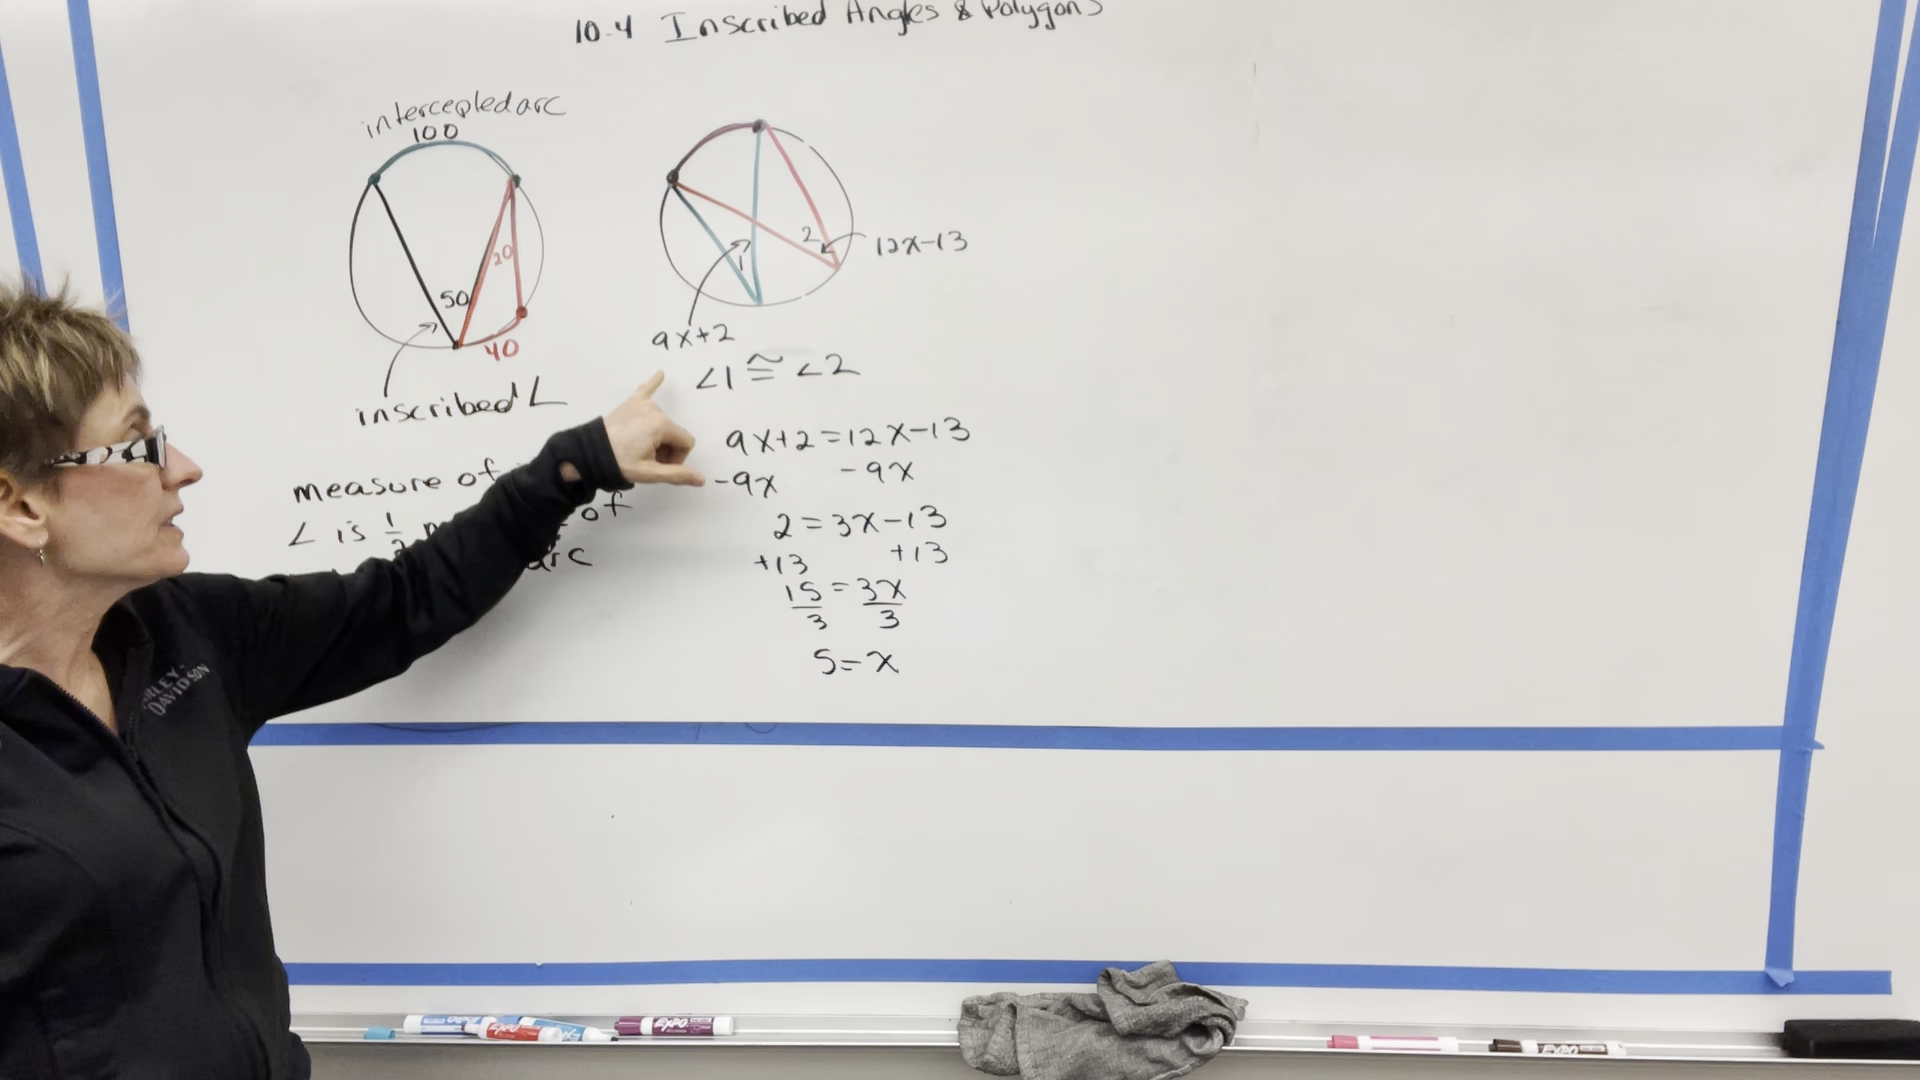 10.4 Inscribed Angles & Polygons
intercepted arc
100
50
20
40
inscribed ∠
measure of
∠ is 1/2 of
arc
1
2
12x-13
9x+2
∠1 ≅ ∠2
9x+2=12x-13
-9x -9x
2=3x-13
+13 +13
15 = 3x
3 3
5=x
DAVIDSON
EXPO
EXPO
EXPO